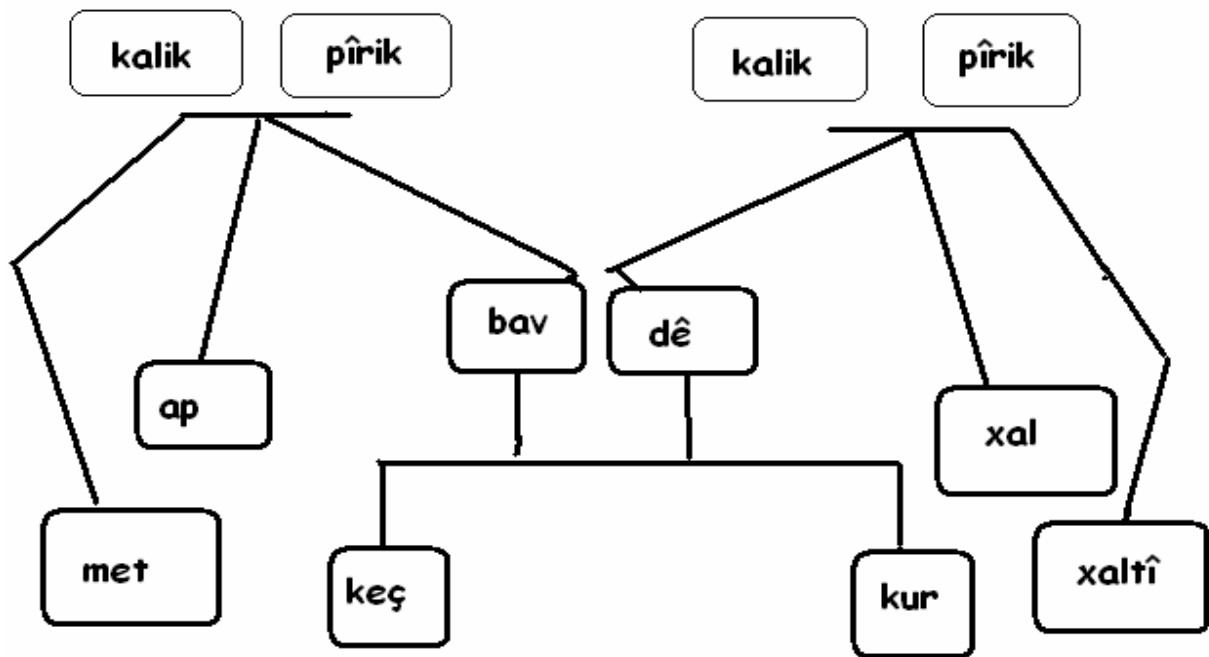 kalik
pîrik
kalik
pîrik
bav
dê
ap
xal
met
keç
kur
xaltî